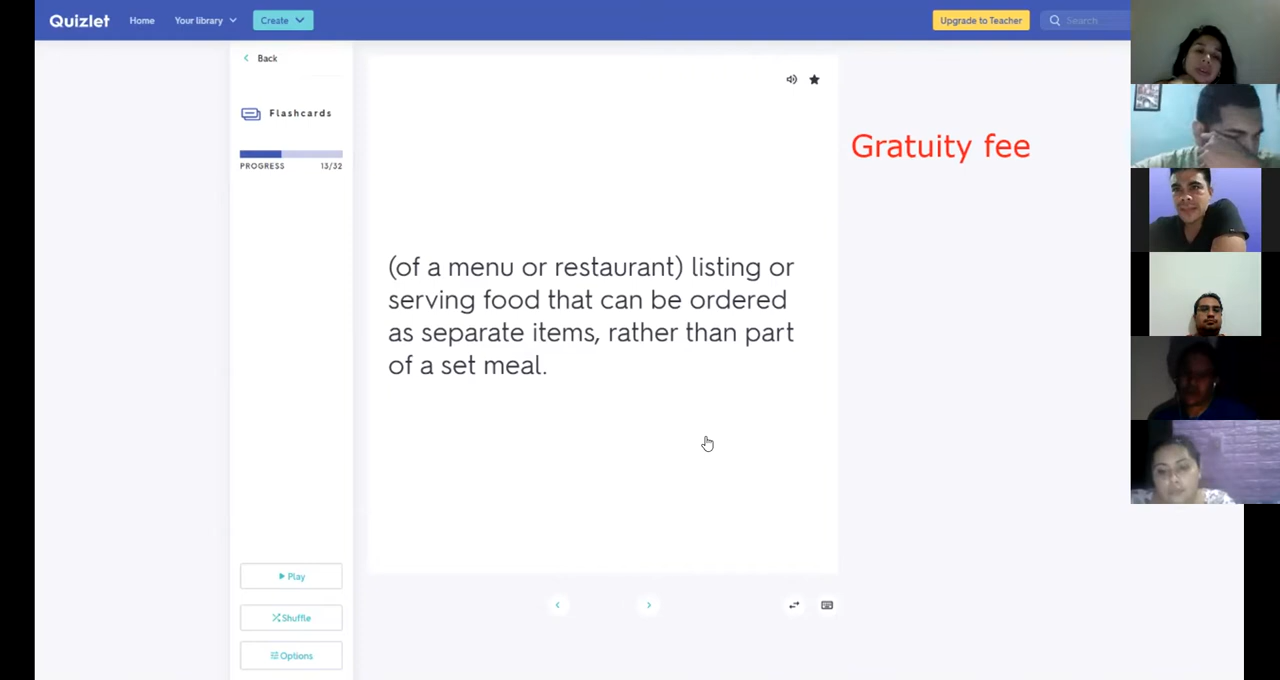 Quizlet
Home
Your library
Create
Upgrade to Teacher
Search
Back
Flashcards
PROGRESS
13/32
Gratuity fee
(of a menu or restaurant) listing or
serving food that can be ordered
as separate items, rather than part
of a set meal.
Play
Shuffle
Options